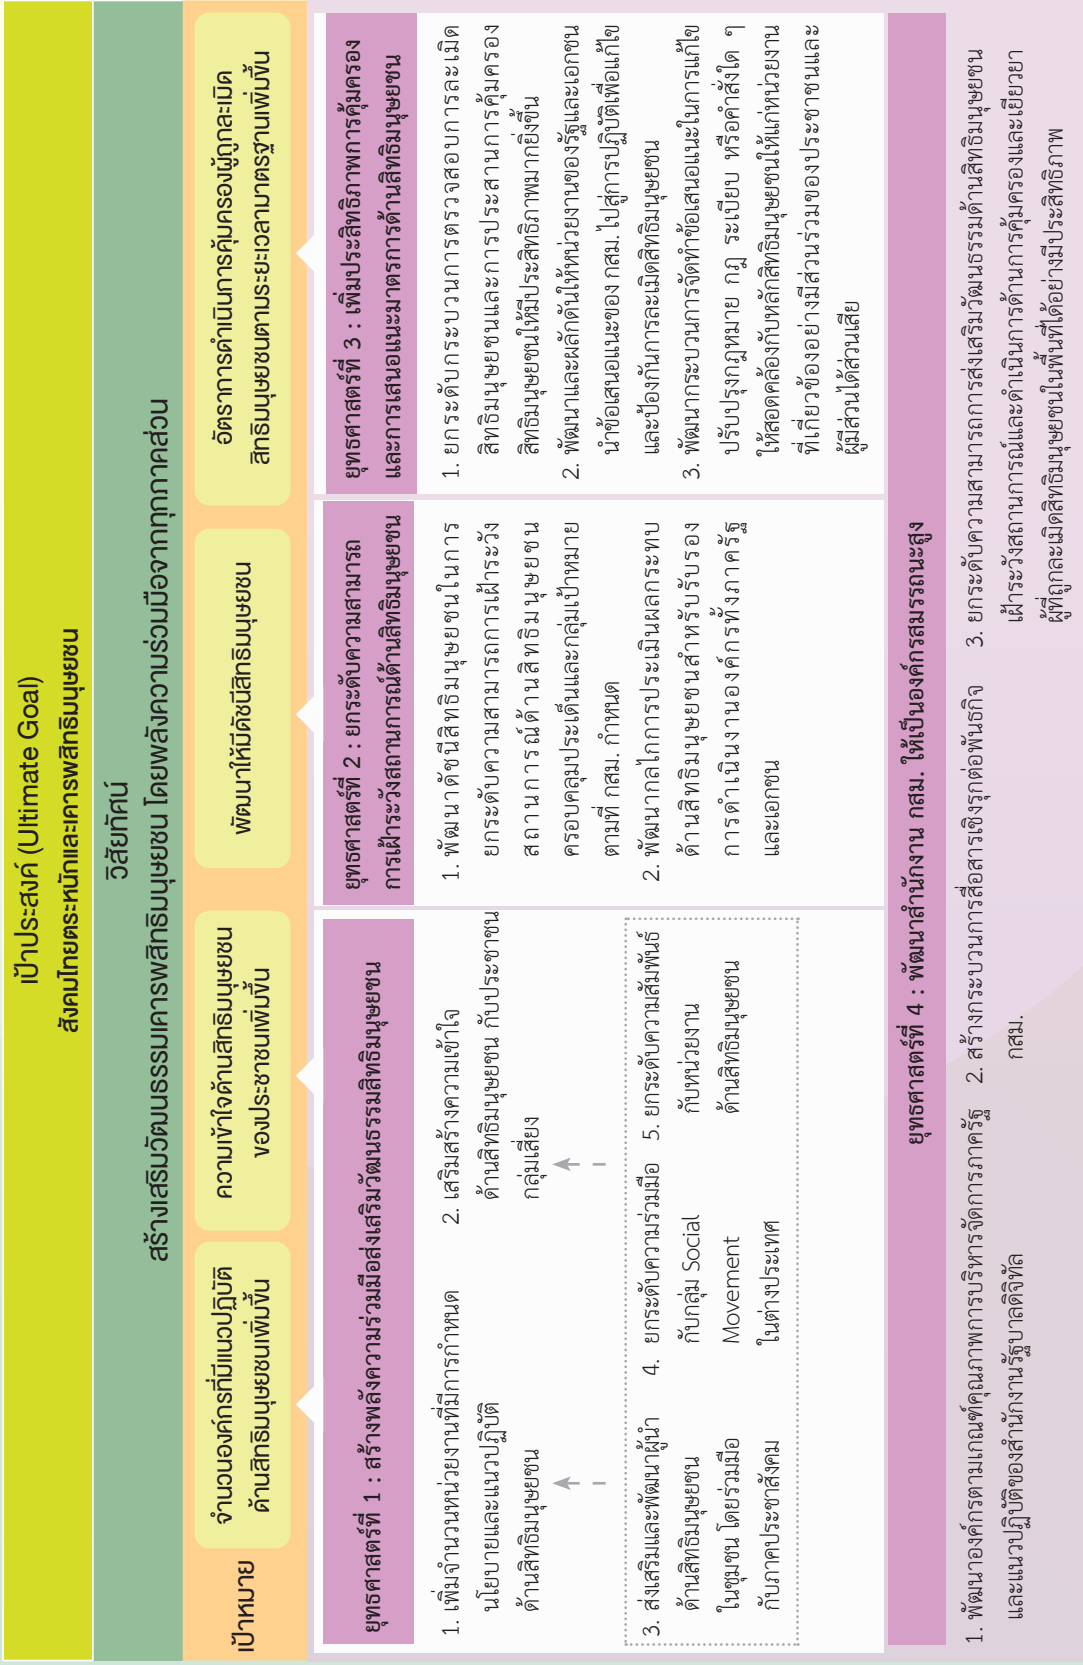 เป้าประสงค์ (Ultimate Goal)
สังคมไทยตระหนักและเคารพสิทธิมนุษยชน
วิสัยทัศน์
สร้างเสริมวัฒนธรรมเคารพสิทธิมนุษยชน โดยพลังความร่วมมือจากทุกภาคส่วน
เป้าหมาย
จำนวนองค์กรที่มีแนวปฏิบัติ
ด้านสิทธิมนุษยชนเพิ่มขึ้น
ความเข้าใจด้านสิทธิมนุษยชน
ของประชาชนเพิ่มขึ้น
พัฒนาให้มีดัชนีสิทธิมนุษยชน
อัตราการดำเนินการคุ้มครองผู้ถูกละเมิด
สิทธิมนุษยชนตามระยะเวลามาตรฐานเพิ่มขึ้น
ยุทธศาสตร์ที่ 1 : สร้างพลังความร่วมมือส่งเสริมวัฒนธรรมสิทธิมนุษยชน
1. เพิ่มจำนวนหน่วยงานที่มีการกำหนด
นโยบายและแนวปฏิบัติ
ด้านสิทธิมนุษยชน
2. เสริมสร้างความเข้าใจ
ด้านสิทธิมนุษยชน กับประชาชน
กลุ่มเสี่ยง
3. ส่งเสริมและพัฒนาผู้นำ
ด้านสิทธิมนุษยชน
ในชุมชน โดยร่วมมือ
กับภาคประชาสังคม
4. ยกระดับความร่วมมือ
กับกลุ่ม Social
Movement
ในต่างประเทศ
5. ยกระดับความสัมพันธ์
กับหน่วยงาน
ด้านสิทธิมนุษยชน
ยุทธศาสตร์ที่ 2 : ยกระดับความสามารถ
การเฝ้าระวังสถานการณ์ด้านสิทธิมนุษยชน
1. พัฒนาดัชนีสิทธิมนุษยชนในการ
ยกระดับความสามารถการเฝ้าระวัง
สถานการณ์ด้านสิทธิมนุษยชน
ครอบคลุมประเด็นและกลุ่มเป้าหมาย
ตามที่ กสม. กำหนด
2. พัฒนากลไกการประเมินผลกระทบ
ด้านสิทธิมนุษยชนสำหรับรับรอง
การดำเนินงานองค์กรทั้งภาครัฐ
และเอกชน
ยุทธศาสตร์ที่ 3 : เพิ่มประสิทธิภาพการคุ้มครอง
และการเสนอแนะมาตรการด้านสิทธิมนุษยชน
1. ยกระดับกระบวนการตรวจสอบการละเมิด
สิทธิมนุษยชนและการประสานการคุ้มครอง
สิทธิมนุษยชนให้มีประสิทธิภาพมากยิ่งขึ้น
2. พัฒนาและผลักดันให้หน่วยงานของรัฐและเอกชน
นำข้อเสนอแนะของ กสม. ไปสู่การปฏิบัติเพื่อแก้ไข
และป้องกันการละเมิดสิทธิมนุษยชน
3. พัฒนากระบวนการจัดทำข้อเสนอแนะในการแก้ไข
ปรับปรุงกฎหมาย กฎ ระเบียบ หรือคำสั่งใด ๆ
ให้สอดคล้องกับหลักสิทธิมนุษยชนให้แก่หน่วยงาน
ที่เกี่ยวข้องอย่างมีส่วนร่วมของประชาชนและ
ผู้มีส่วนได้ส่วนเสีย
ยุทธศาสตร์ที่ 4 : พัฒนาสำนักงาน กสม. ให้เป็นองค์กรสมรรถนะสูง
1. พัฒนาองค์กรตามเกณฑ์คุณภาพการบริหารจัดการภาครัฐ
และแนวปฏิบัติของสำนักงานรัฐบาลดิจิทัล
2. สร้างกระบวนการสื่อสารเชิงรุกต่อพันธกิจ
กสม.
3. ยกระดับความสามารถการส่งเสริมวัฒนธรรมด้านสิทธิมนุษยชน
เฝ้าระวังสถานการณ์และดำเนินการด้านการคุ้มครองและเยียวยา
ผู้ที่ถูกละเมิดสิทธิมนุษยชนในพื้นที่ได้อย่างมีประสิทธิภาพ